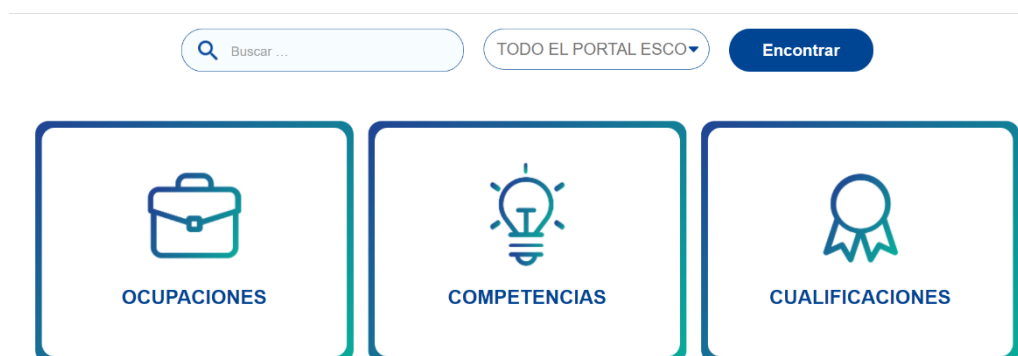 Buscar ...
TODO EL PORTAL ESCO
Encontrar
OCUPACIONES
COMPETENCIAS
CUALIFICACIONES